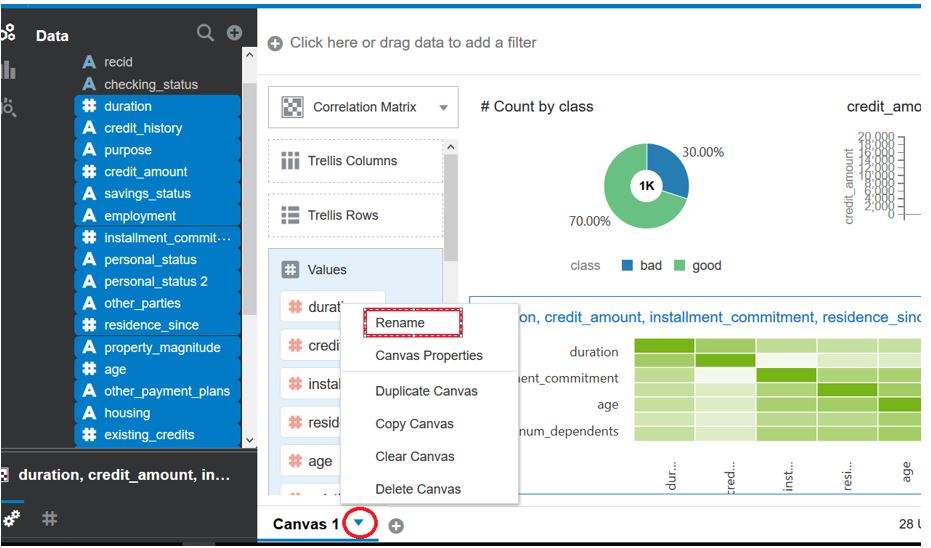 Data
recid
checking_status
duration
credit_history
purpose
credit_amount
savings_status
employment
installment_commit...
personal_status
personal_status 2
other_parties
residence_since
property_magnitude
age
other_payment_plans
housing
existing_credits
duration, credit_amount, in...
Click here or drag data to add a filter
Correlation Matrix
Trellis Columns
Trellis Rows
Values
durati
credi
instal
resid
age
Rename
Canvas Properties
Duplicate Canvas
Copy Canvas
Clear Canvas
Delete Canvas
Canvas 1
# Count by class
30.00%
1K
70.00%
class bad good
credit_amo
credit_amount
20,000
18,000
16,000
14,000
12,000
10,000
8,000
6,000
4,000
2,000
0
on, credit_amount, installment_commitment, residence_sinc
duration
ent_commitment
age
num_dependents
dur...
cred...
inst...
resi...
age
28 U